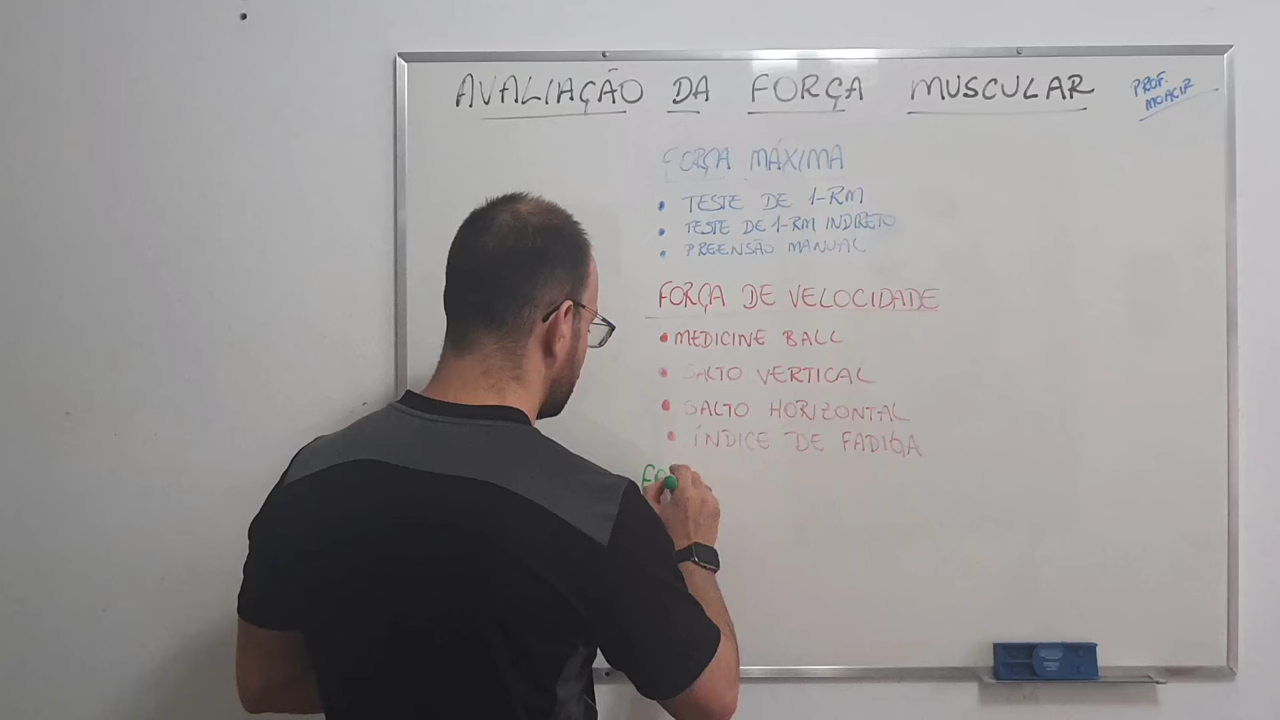 AVALIAÇÃO DA FORÇA MUSCULAR
PROF.
MOACIR
FORÇA MÁXIMA
• TESTE DE 1-RM
• TESTE DE 1-RM INDIRETO
• PREENSÃO MANUAL
FORÇA DE VELOCIDADE
• MEDICINE BALL
• SALTO VERTICAL
• SALTO HORIZONTAL
• ÍNDICE DE FADIGA
FO